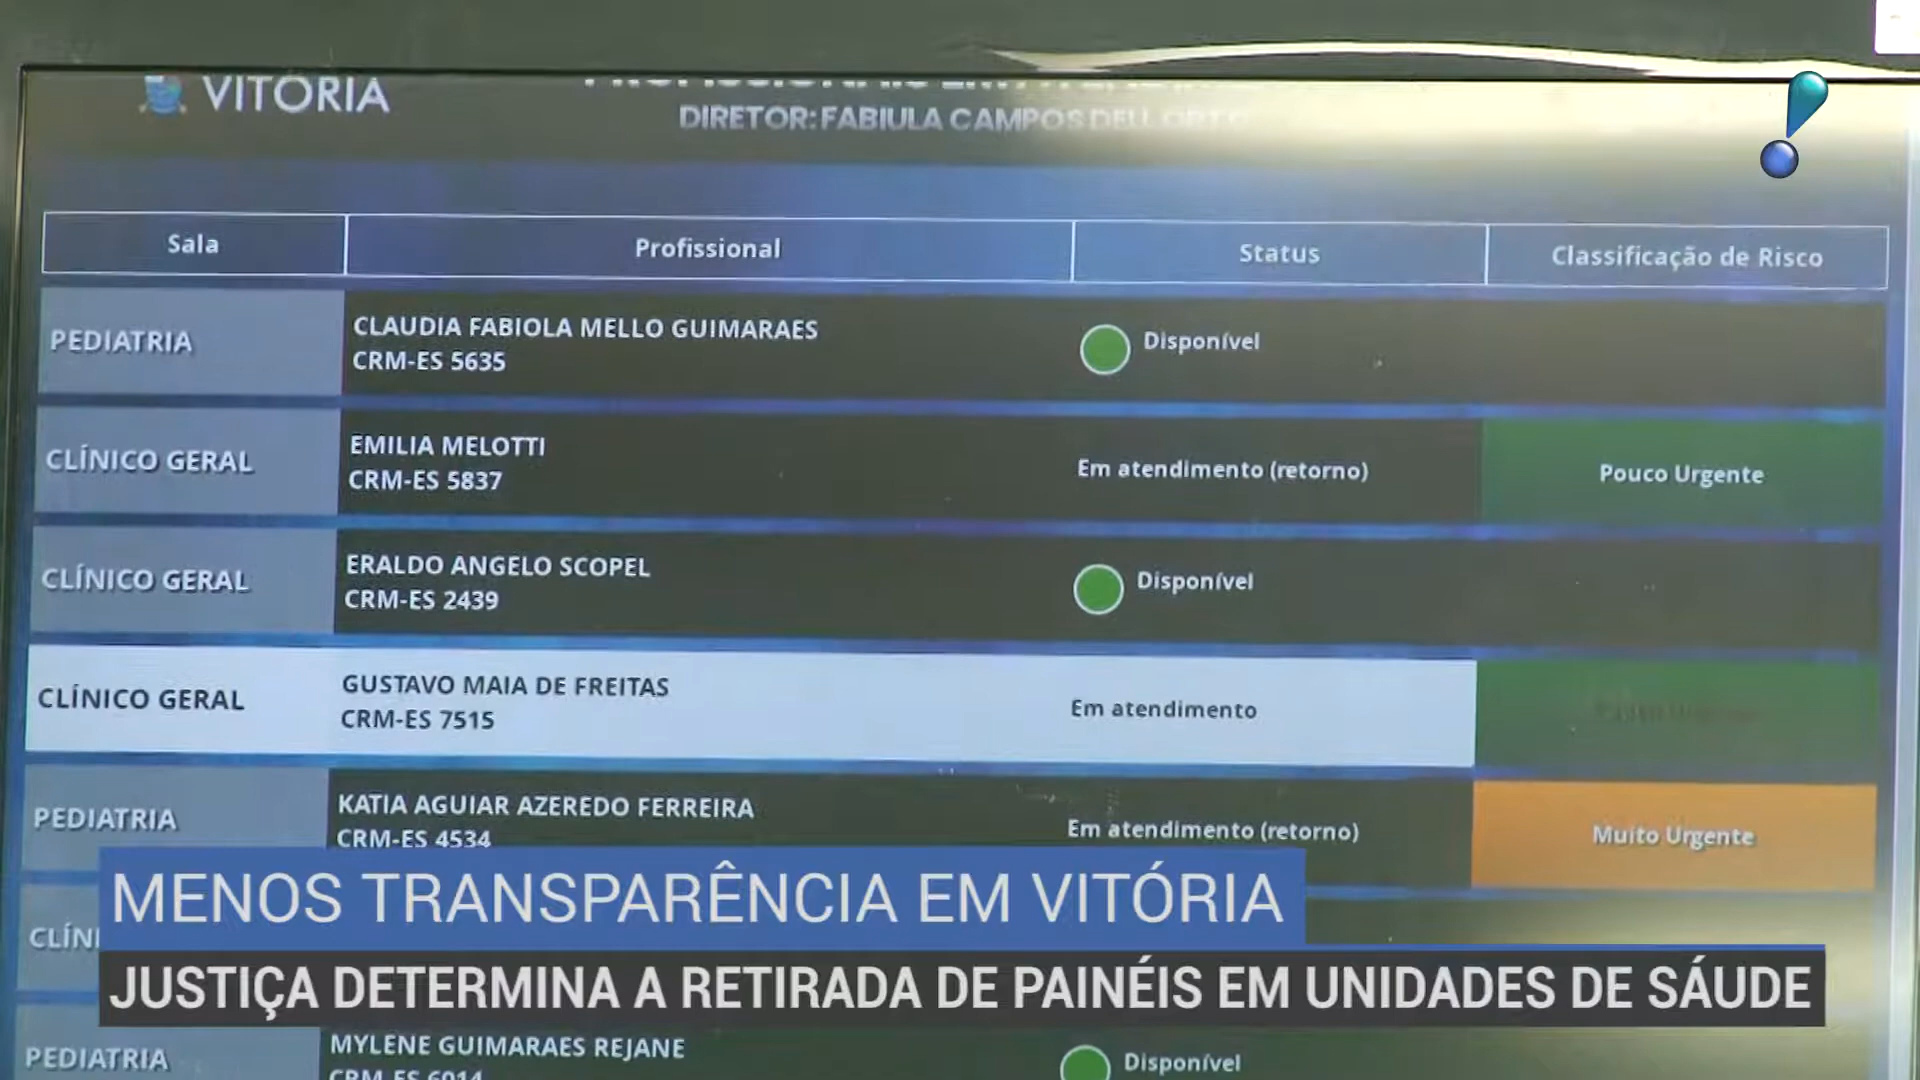 VITÓRIA
DIRETOR: FABIULA CAMPOS DELL ORTO
Sala Profissional Status Classificação de Risco
PEDIATRIA CLAUDIA FABIOLA MELLO GUIMARAES
CRM-ES 5635 Disponível
CLÍNICO GERAL EMILIA MELOTTI
CRM-ES 5837 Em atendimento (retorno) Pouco Urgente
CLÍNICO GERAL ERALDO ANGELO SCOPEL
CRM-ES 2439 Disponível
CLÍNICO GERAL GUSTAVO MAIA DE FREITAS
CRM-ES 7515 Em atendimento
PEDIATRIA KATIA AGUIAR AZEREDO FERREIRA
CRM-ES 4534 Em atendimento (retorno) Muito Urgente
MENOS TRANSPARÊNCIA EM VITÓRIA
JUSTIÇA DETERMINA A RETIRADA DE PAINÉIS EM UNIDADES DE SÁUDE
PEDIATRIA MYLENE GUIMARAES REJANE
Disponível